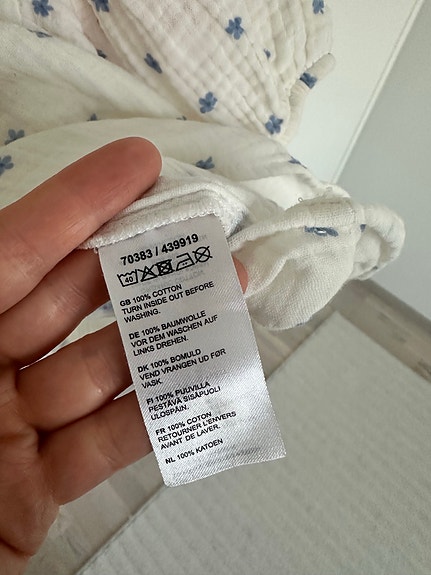 70383 / 439919
40
GB 100% COTTON
TURN INSIDE OUT BEFORE
WASHING.
DE 100% BAUMWOLLE
VOR DEM WASCHEN AUF
LINKS DREHEN.
DK 100% BOMULD
VEND VRANGEN UD FØR
VASK.
FI 100% PUUVILLA
PESTÄVÄ SISÄPUOLI
ULOSPÄIN.
FR 100% COTON
RETOURNER L'ENVERS
AVANT DE LAVER.
NL 100% KATOEN